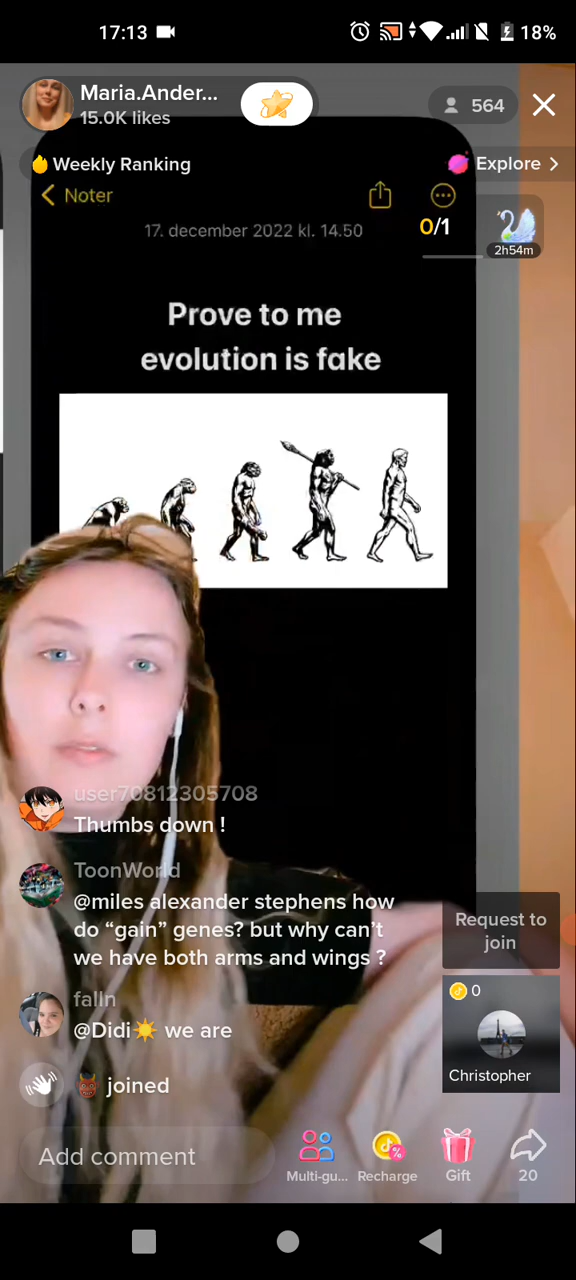 17:13
18%
Maria.Ander...
15.0K likes
564
Weekly Ranking
Explore
Noter
17. december 2022 kl. 14.50
0/1
2h54m
Prove to me
evolution is fake
user70812305708
Thumbs down !
ToonWorld
@miles alexander stephens how
do “gain” genes? but why can’t
we have both arms and wings ?
falln
@Didi☀️ we are
👹 joined
Request to
join
0
Christopher
Add comment
Multi-gu...
Recharge
Gift
20